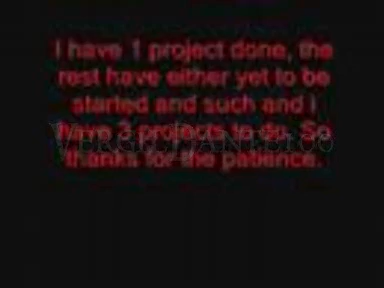 I have 1 project done, the
rest have either yet to be
started and such and I
have 3 projects to do. So
thanks for the patience.